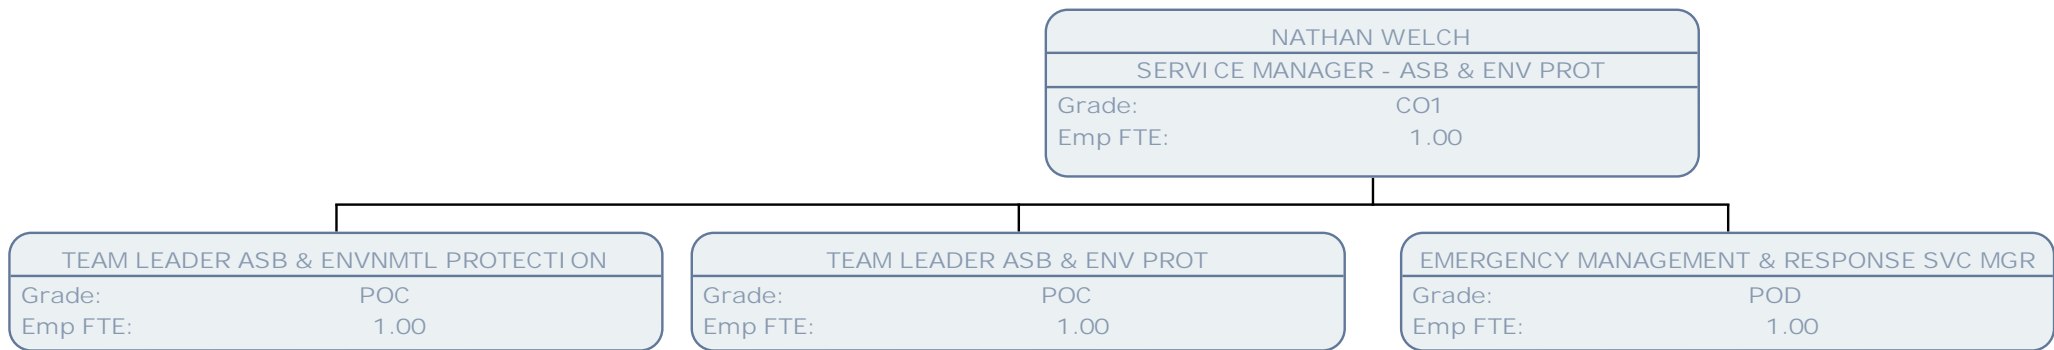 NATHAN WELCH
SERVICE MANAGER - ASB & ENV PROT
Grade: CO1
Emp FTE: 1.00
TEAM LEADER ASB & ENVNMTL PROTECTION
Grade: POC
Emp FTE: 1.00
TEAM LEADER ASB & ENV PROT
Grade: POC
Emp FTE: 1.00
EMERGENCY MANAGEMENT & RESPONSE SVC MGR
Grade: POD
Emp FTE: 1.00